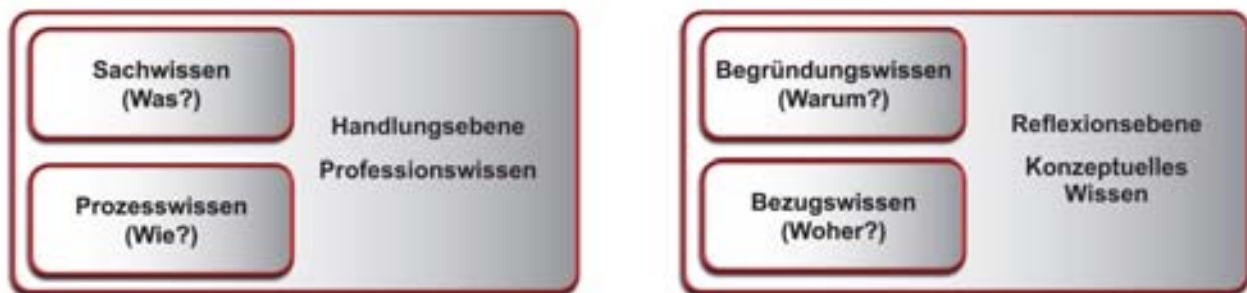 Sachwissen
(Was?)
Prozesswissen
(Wie?)
Handlungsebene
Professionswissen
Begründungswissen
(Warum?)
Bezugswissen
(Woher?)
Reflexionsebene
Konzeptuelles
Wissen